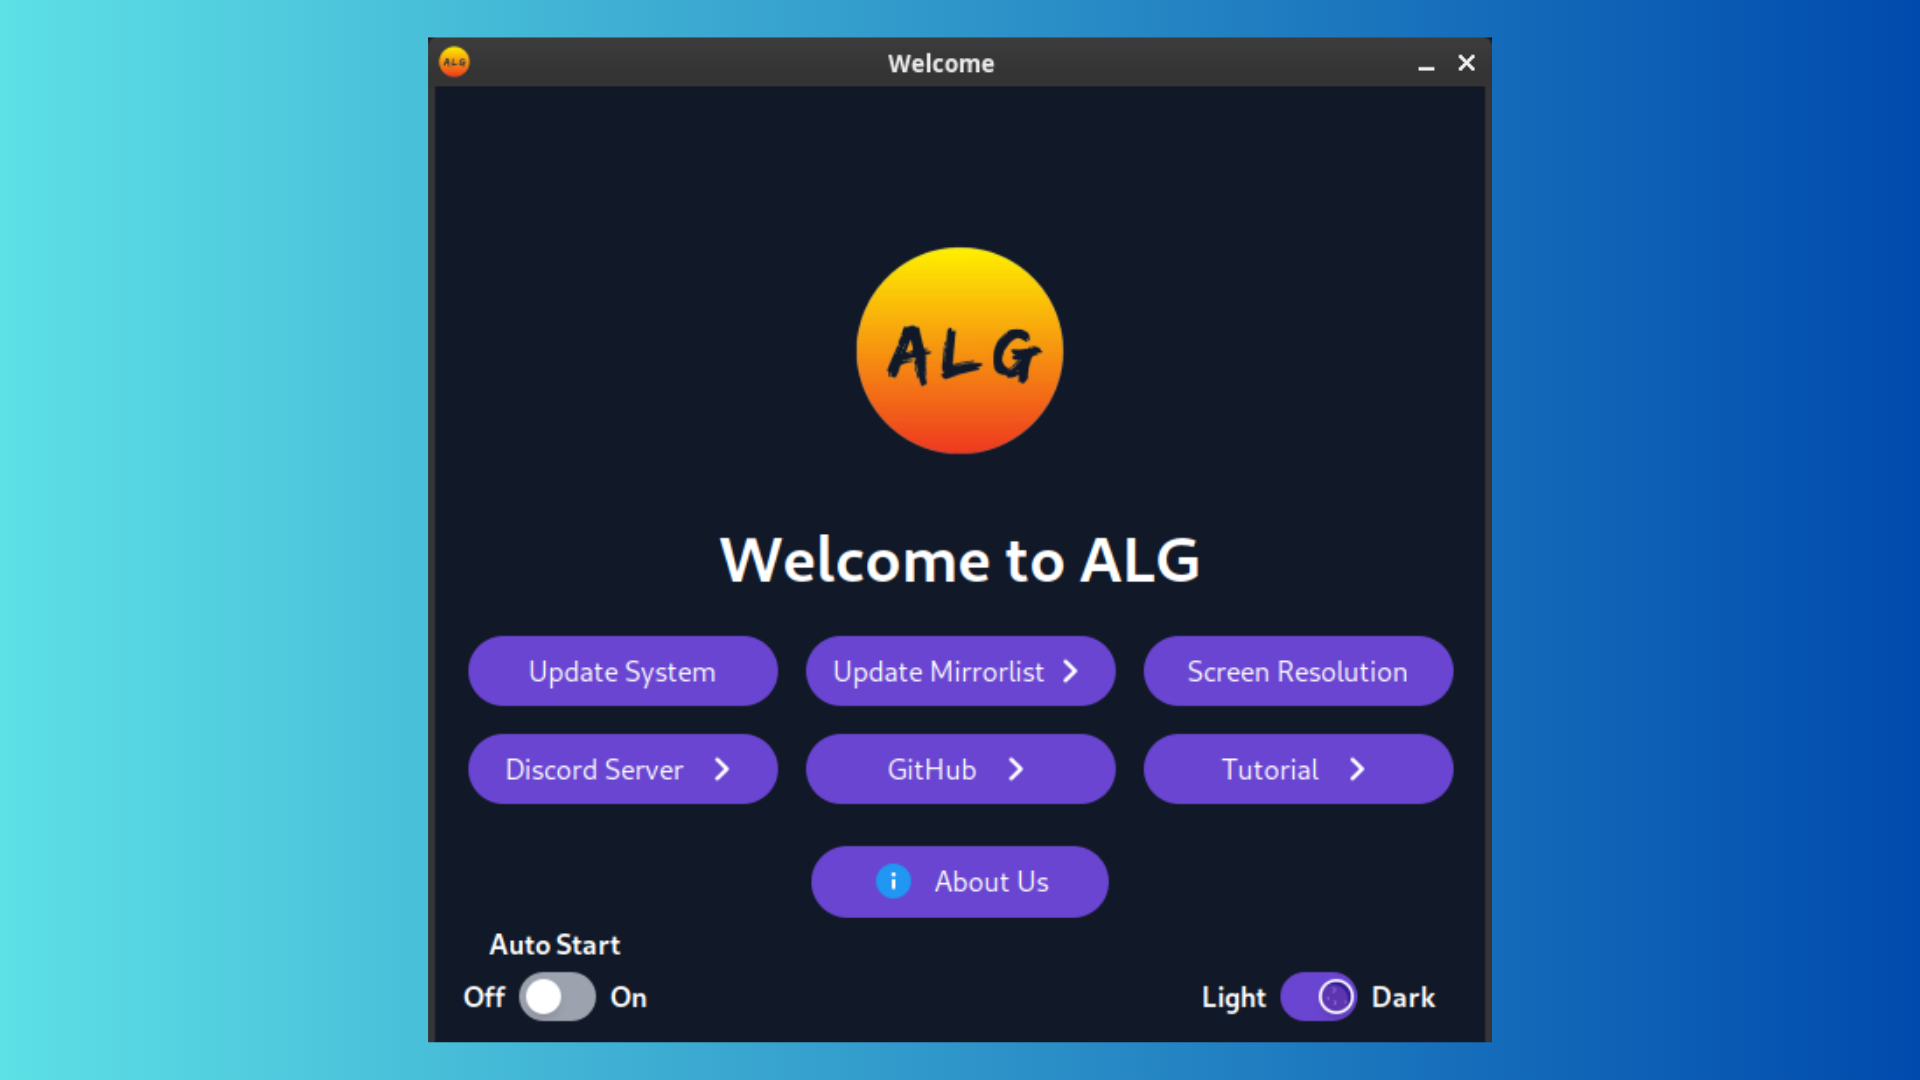 ALG
Welcome
ALG
Welcome to ALG
Update System
Update Mirrorlist
Screen Resolution
Discord Server
GitHub
Tutorial
i About Us
Auto Start
Off On
Light Dark